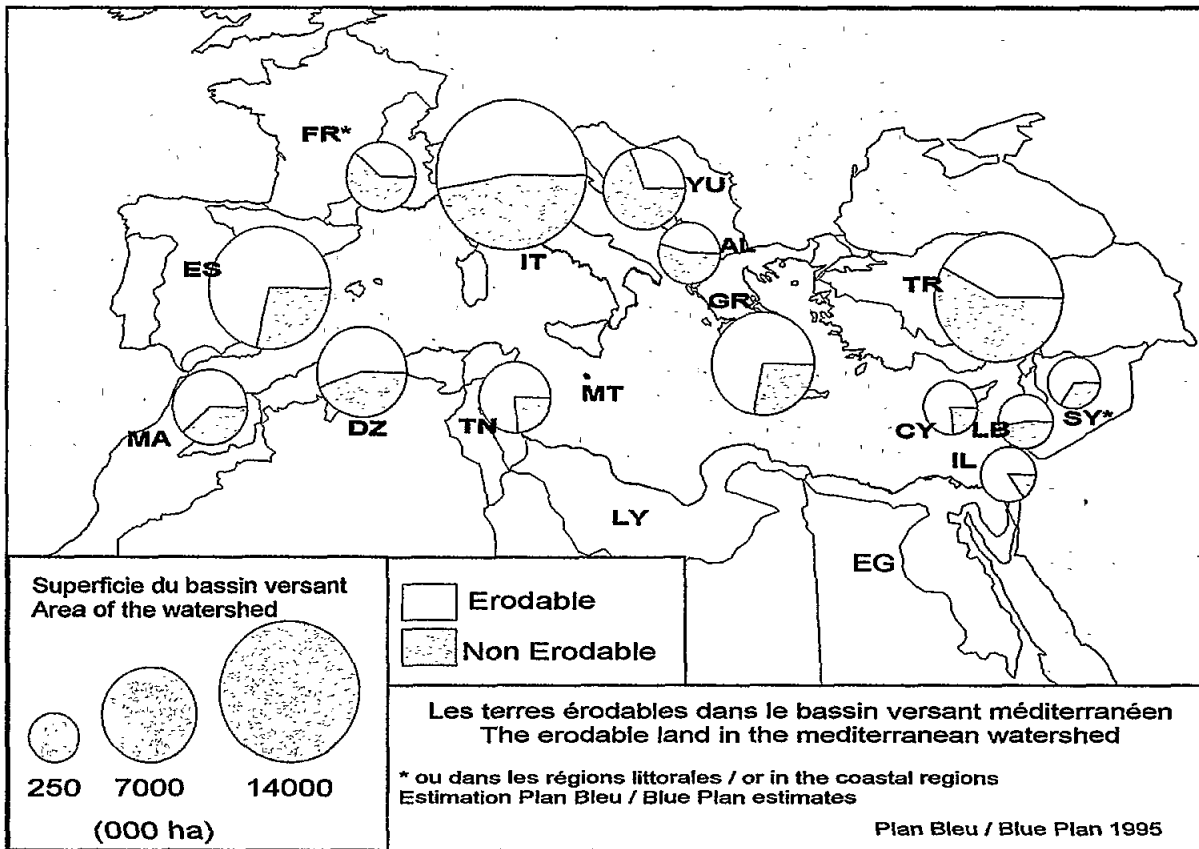 FR*
YU
ES
IT
AL
TR
GR
MT
MA
DZ
TN
CY
LB
SY*
IL
LY
EG
Superficie du bassin versant
Area of the watershed
250 7000 14000
(000 ha)
Erodable
Non Erodable
Les terres érodables dans le bassin versant méditerranéen
The erodable land in the mediterranean watershed
* ou dans les régions littorales / or in the coastal regions
Estimation Plan Bleu / Blue Plan estimates
Plan Bleu / Blue Plan 1995